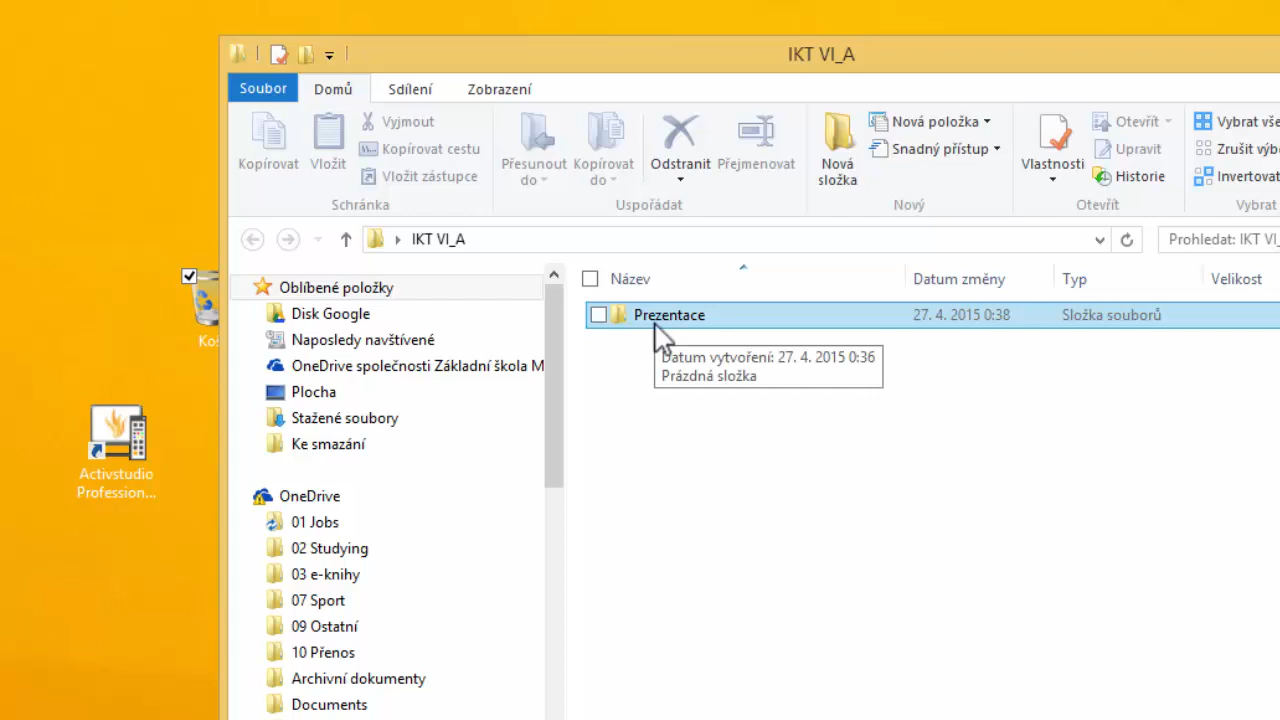 IKT VI_A
Soubor Domů Sdílení Zobrazení
Kopírovat
Vložit
Vyjmout
Kopírovat cestu
Vložit zástupce
Schránka
Přesunout do
Kopírovat do
Odstranit
Přejmenovat
Uspořádat
Nová složka
Nová položka
Snadný přístup
Nový
Vlastnosti
Otevřít
Upravit
Historie
Otevřít
Vybrat vše
Zrušit výbě
Invertovat
Vybrat
IKT VI_A
Prohledat: IKT VI_
Oblíbené položky
Disk Google
Naposledy navštívené
OneDrive společnosti Základní škola M
Plocha
Stažené soubory
Ke smazání
OneDrive
01 Jobs
02 Studying
03 e-knihy
07 Sport
09 Ostatní
10 Přenos
Archivní dokumenty
Documents
Název Datum změny Typ Velikost
Prezentace 27. 4. 2015 0:38 Složka souborů
Datum vytvoření: 27. 4. 2015 0:36
Prázdná složka
Koš
Activstudio
Profession...